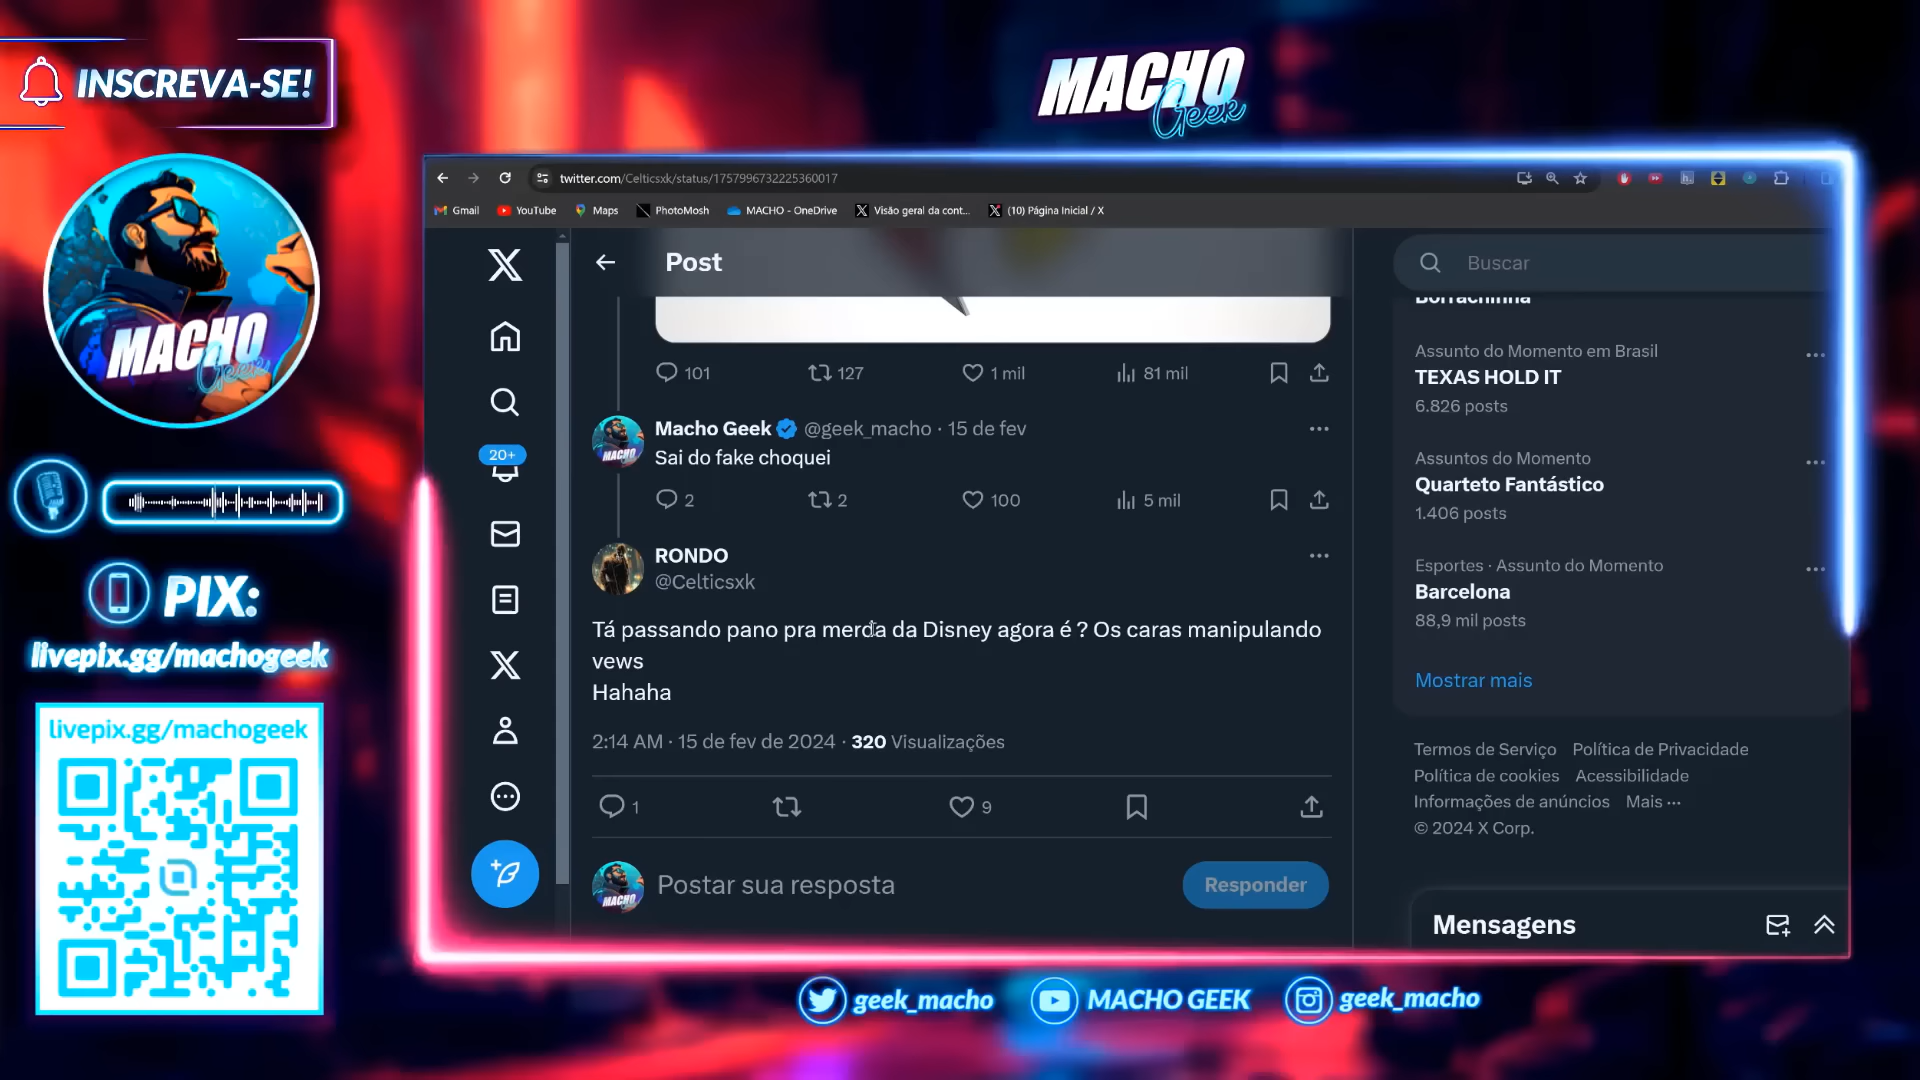 INSCREVA-SE!
MACHO
Geek
twitter.com/Celticsxk/status/1757996732225360017
Gmail
YouTube
Maps
PhotoMosh
MACHO - OneDrive
Visão geral da cont...
(10) Página Inicial / X
MACHO
Geek
Post
Buscar
Borrachinha
Assunto do Momento em Brasil
TEXAS HOLD IT
6.826 posts
101
127
1 mil
81 mil
Macho Geek @geek_macho · 15 de fev
Sai do fake choquei
20+
Assuntos do Momento
Quarteto Fantástico
1.406 posts
2
2
100
5 mil
RONDO
@Celticsxk
Esportes · Assunto do Momento
Barcelona
88,9 mil posts
Tá passando pano pra merda da Disney agora é ? Os caras manipulando
vews
Hahaha
2:14 AM · 15 de fev de 2024 · 320 Visualizações
Mostrar mais
Termos de Serviço Política de Privacidade
Política de cookies Acessibilidade
Informações de anúncios Mais ...
© 2024 X Corp.
1
9
MACHO
Postar sua resposta
Responder
Mensagens
PIX:
livepix.gg/machogeek
livepix.gg/machogeek
geek_macho
MACHO GEEK
geek_macho